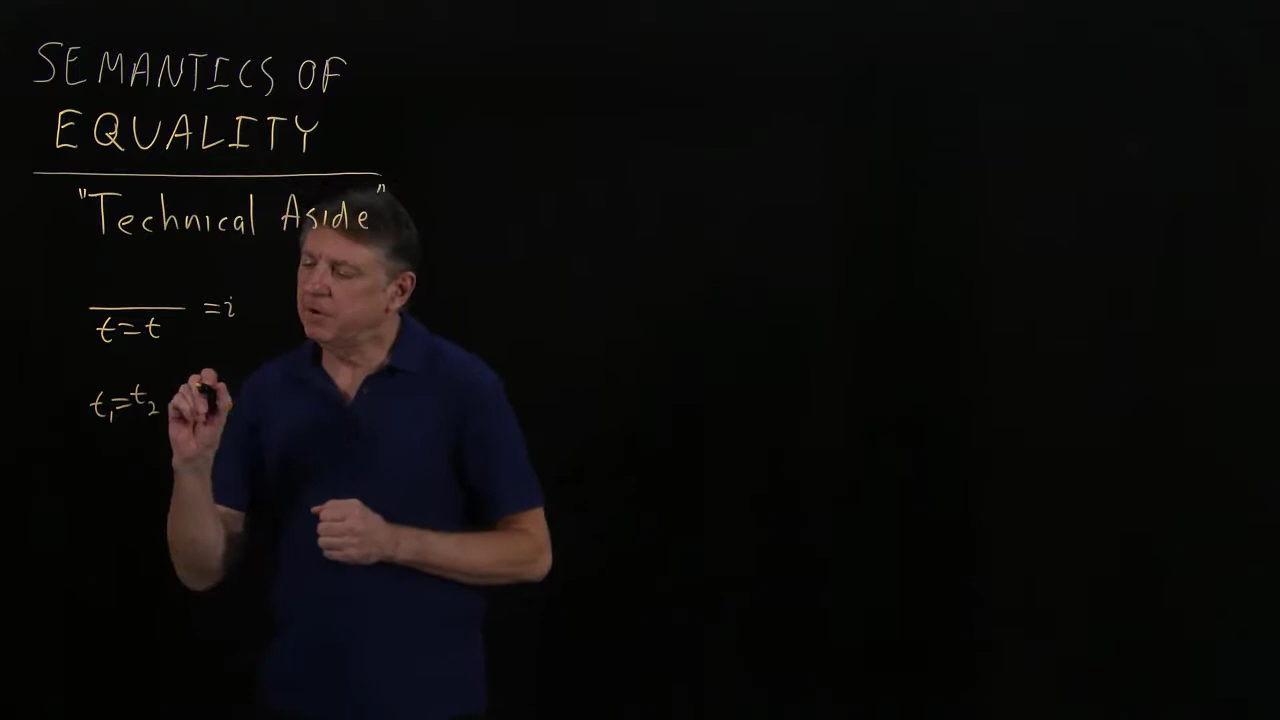 SEMANTICS OF
EQUALITY
"Technical Aside"
t=t =i
t₁=t₂